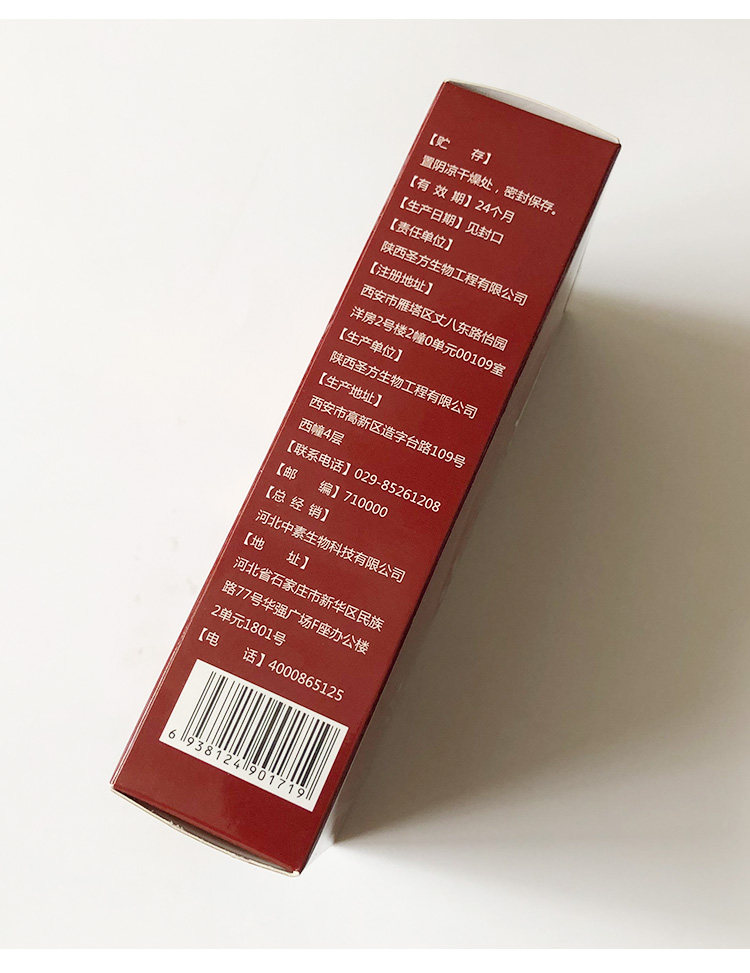 【贮　　存】
置阴凉干燥处，密封保存。
【有 效 期】24个月
【生产日期】见封口
【责任单位】
陕西圣方生物工程有限公司
【注册地址】
西安市雁塔区丈八东路怡园
洋房2号楼2幢0单元00109室
【生产单位】
陕西圣方生物工程有限公司
【生产地址】
西安市高新区造字台路109号
西幢4层
【联系电话】029-85261208
【邮　　编】710000
【总 经 销】
河北中素生物科技有限公司
【地　　址】
河北省石家庄市新华区民族
路77号华强广场F座办公楼
2单元1801号
【电　　话】4000865125
6 938124 901719